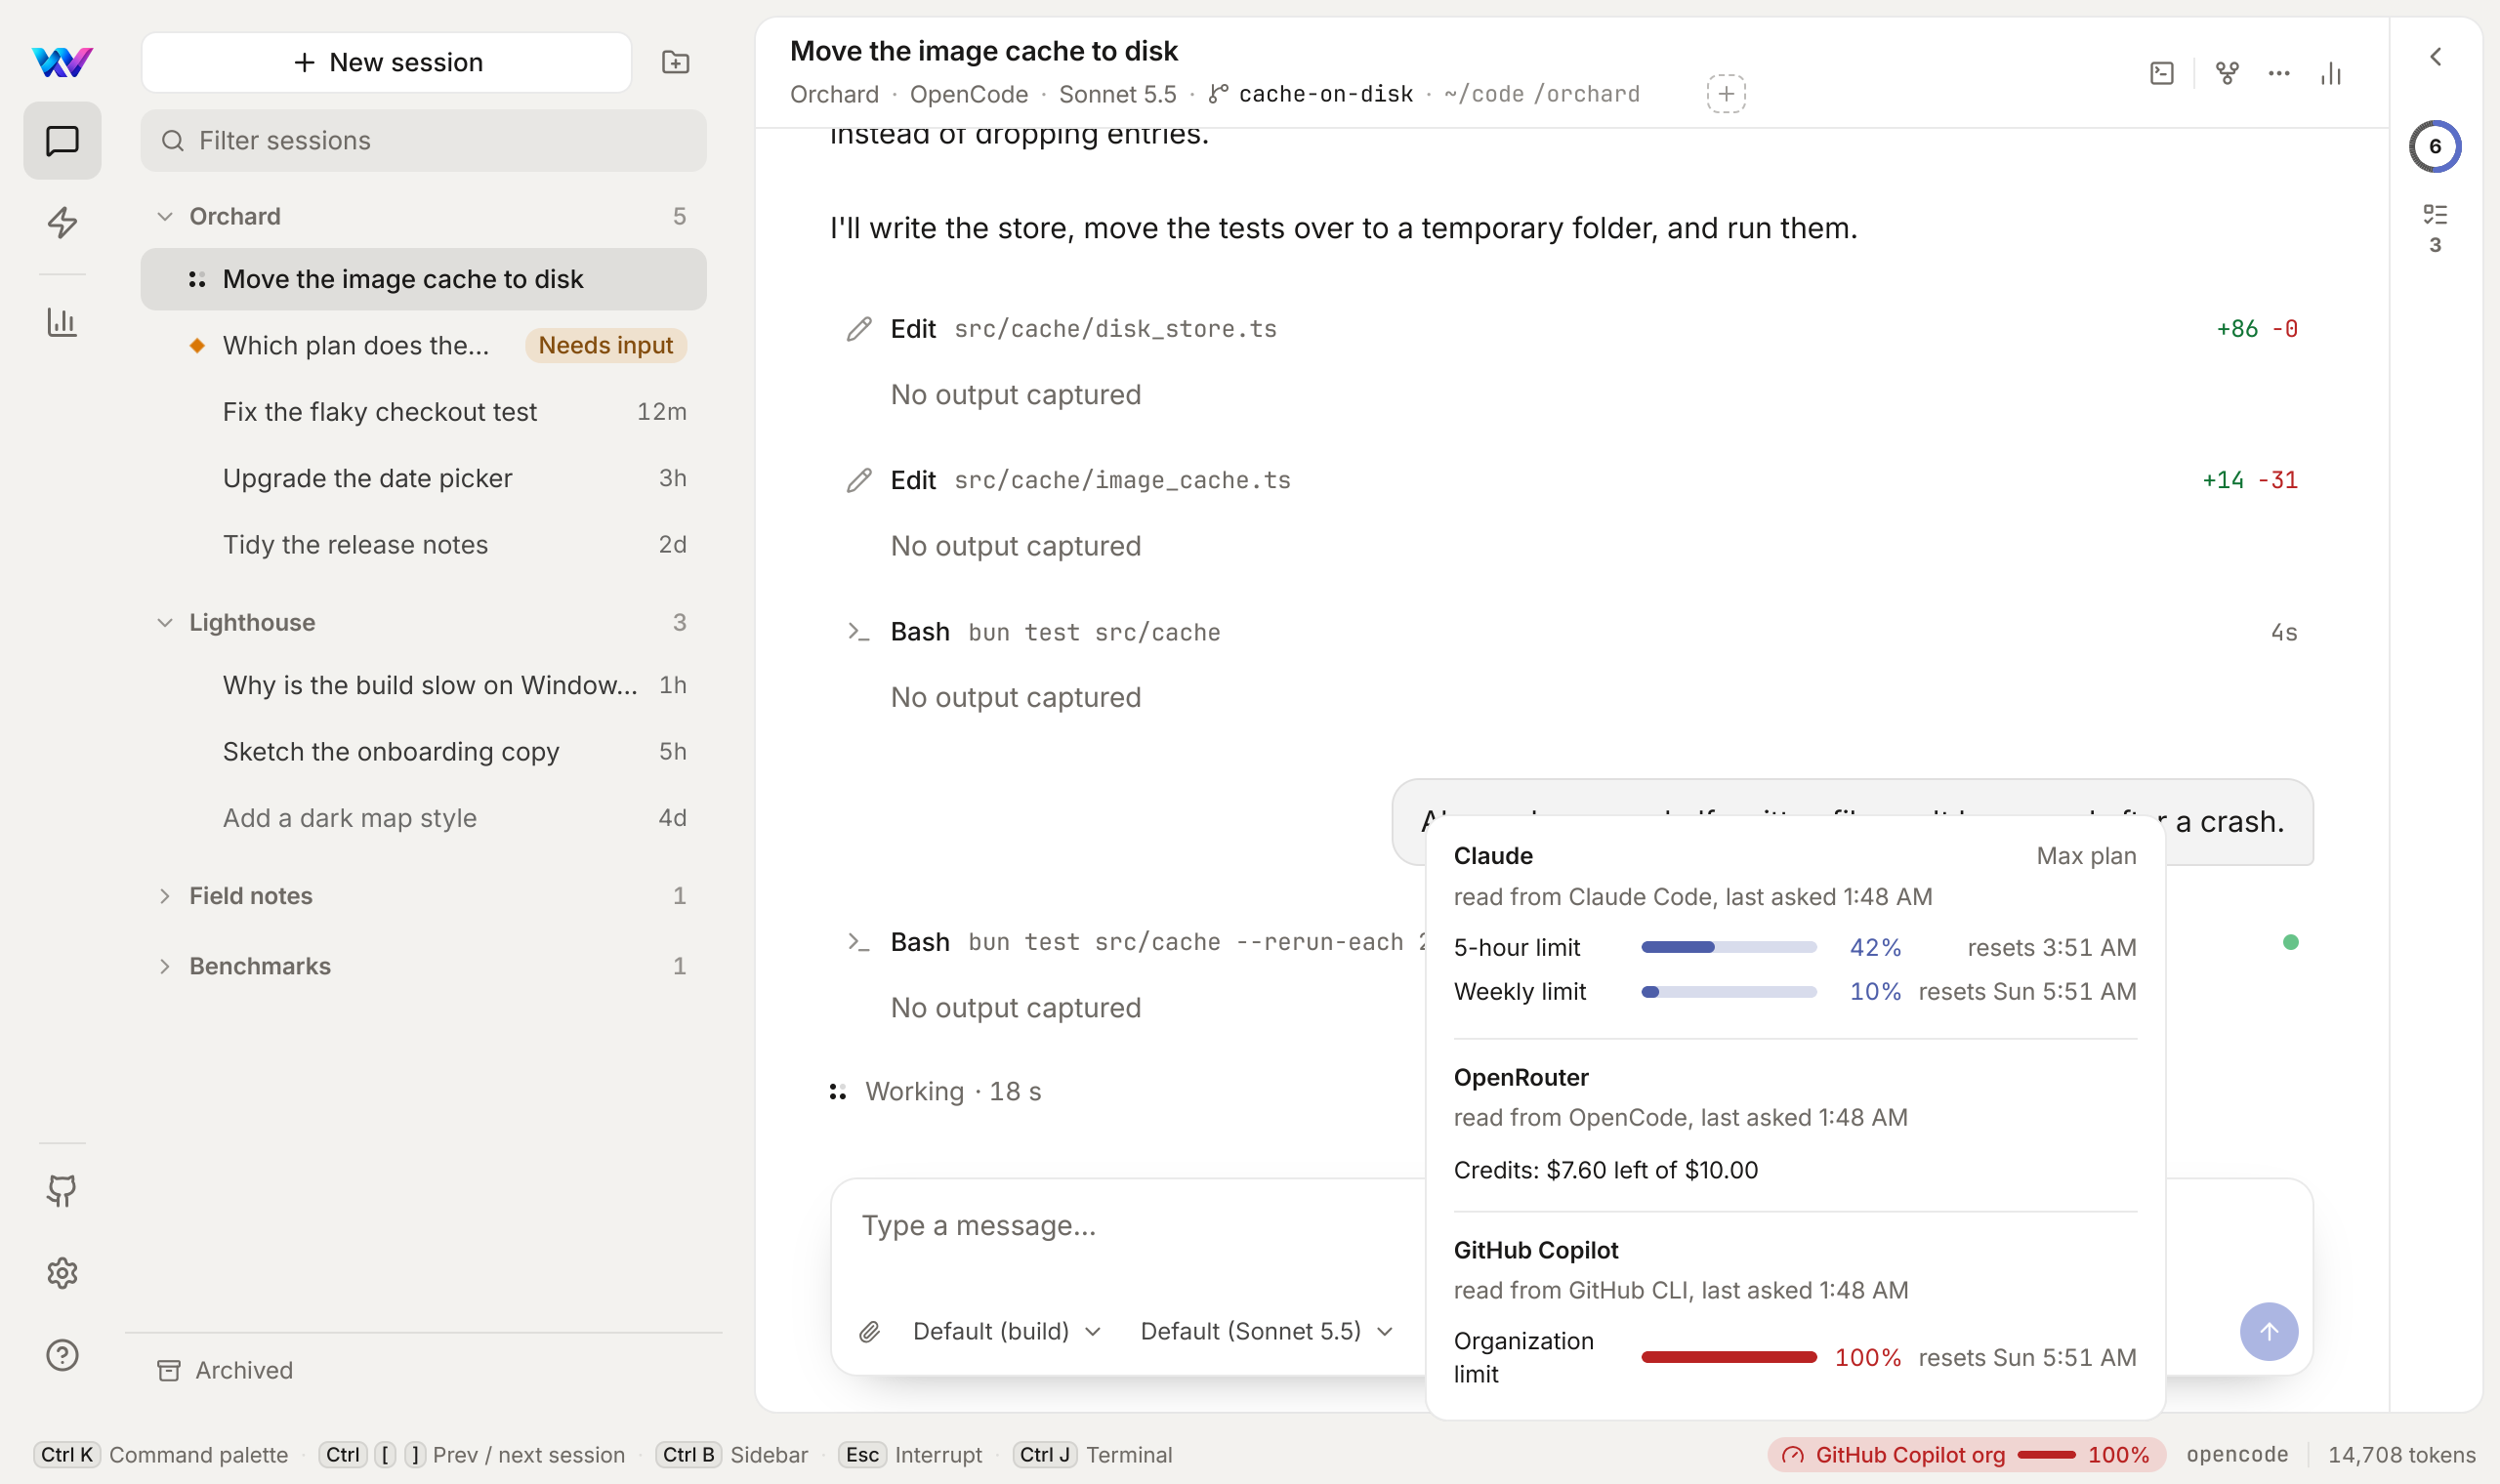 New session
Filter sessions
Orchard 5
Move the image cache to disk
Which plan does the... Needs input
Fix the flaky checkout test 12m
Upgrade the date picker 3h
Tidy the release notes 2d
Lighthouse 3
Why is the build slow on Window... 1h
Sketch the onboarding copy 5h
Add a dark map style 4d
Field notes 1
Benchmarks 1
Archived
Move the image cache to disk
Orchard · OpenCode · Sonnet 5.5 · cache-on-disk · ~/code /orchard
instead of dropping entries.
I'll write the store, move the tests over to a temporary folder, and run them.
Edit src/cache/disk_store.ts +86 -0
No output captured
Edit src/cache/image_cache.ts +14 -31
No output captured
Bash bun test src/cache 4s
No output captured
a crash.
Bash bun test src/cache --rerun-each
No output captured
Working · 18 s
Type a message...
Default (build) Default (Sonnet 5.5)
6
3
Claude Max plan
read from Claude Code, last asked 1:48 AM
5-hour limit 42% resets 3:51 AM
Weekly limit 10% resets Sun 5:51 AM
OpenRouter
read from OpenCode, last asked 1:48 AM
Credits: $7.60 left of $10.00
GitHub Copilot
read from GitHub CLI, last asked 1:48 AM
Organization
limit 100% resets Sun 5:51 AM
Ctrl K Command palette · Ctrl [ ] Prev / next session · Ctrl B Sidebar · Esc Interrupt · Ctrl J Terminal
GitHub Copilot org 100% opencode 14,708 tokens